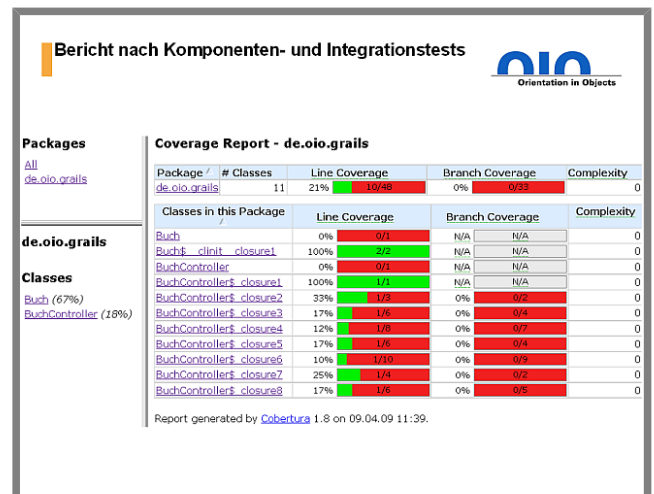 Bericht nach Komponenten- und Integrationstests
OIO
Orientation in Objects
Packages
All
de.oio.grails
de.oio.grails
Classes
Buch (67%)
BuchController (18%)
Coverage Report - de.oio.grails
Package / # Classes Line Coverage Branch Coverage Complexity
de.oio.grails 11 21% 10/48 0% 0/33 0
Classes in this Package / Line Coverage Branch Coverage Complexity
Buch 0% 0/1 N/A N/A 0
Buch$__clinit__closure1 100% 2/2 N/A N/A 0
BuchController 0% 0/1 N/A N/A 0
BuchController$_closure1 100% 1/1 N/A N/A 0
BuchController$_closure2 33% 1/3 0% 0/2 0
BuchController$_closure3 17% 1/6 0% 0/4 0
BuchController$_closure4 12% 1/8 0% 0/7 0
BuchController$_closure5 17% 1/6 0% 0/4 0
BuchController$_closure6 10% 1/10 0% 0/9 0
BuchController$_closure7 25% 1/4 0% 0/2 0
BuchController$_closure8 17% 1/6 0% 0/5 0
Report generated by Cobertura 1.8 on 09.04.09 11:39.